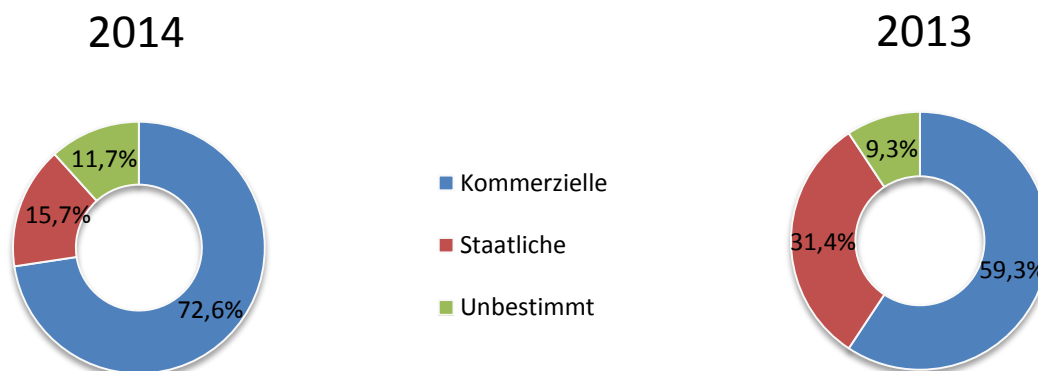 2014
2013
11,7%
15,7%
72,6%
Kommerzielle
Staatliche
Unbestimmt
9,3%
31,4%
59,3%